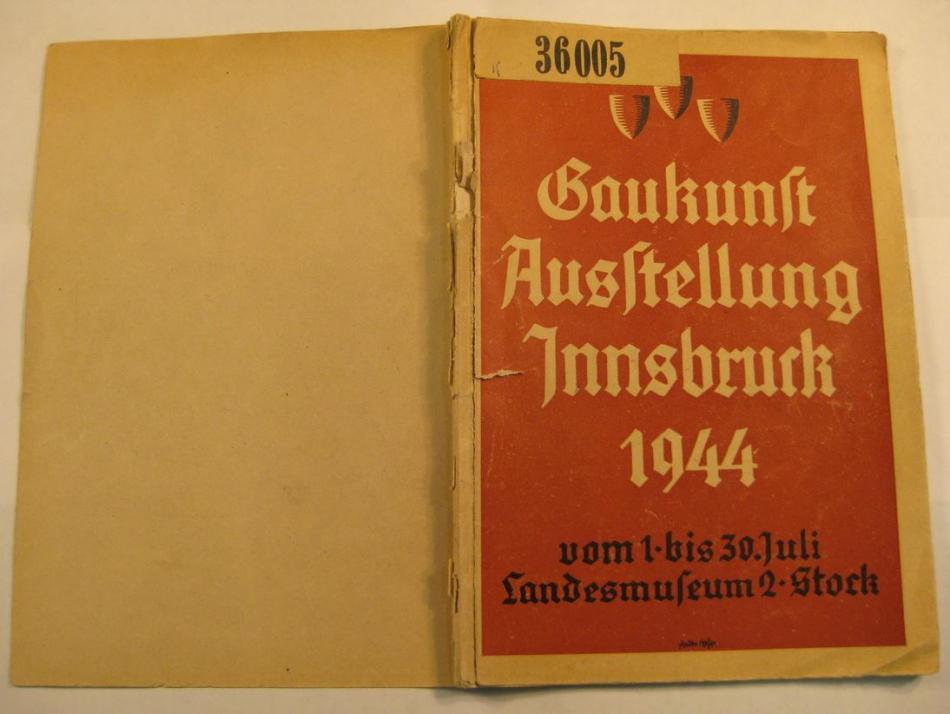 36005
Gaukunſt
Ausſtellung
Innsbruck
1944
vom 1. bis 30. Juli
Landesmuſeum 2. Stock